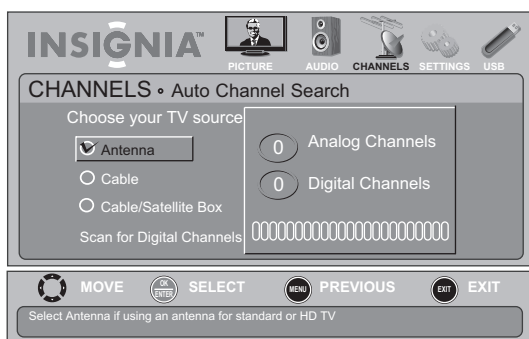 INSIGNIA™
PICTURE AUDIO CHANNELS SETTINGS USB
CHANNELS • Auto Channel Search
Choose your TV source
Antenna
Cable
Cable/Satellite Box
Scan for Digital Channels
0 Analog Channels
0 Digital Channels
MOVE OK ENTER SELECT MENU PREVIOUS EXIT EXIT
Select Antenna if using an antenna for standard or HD TV